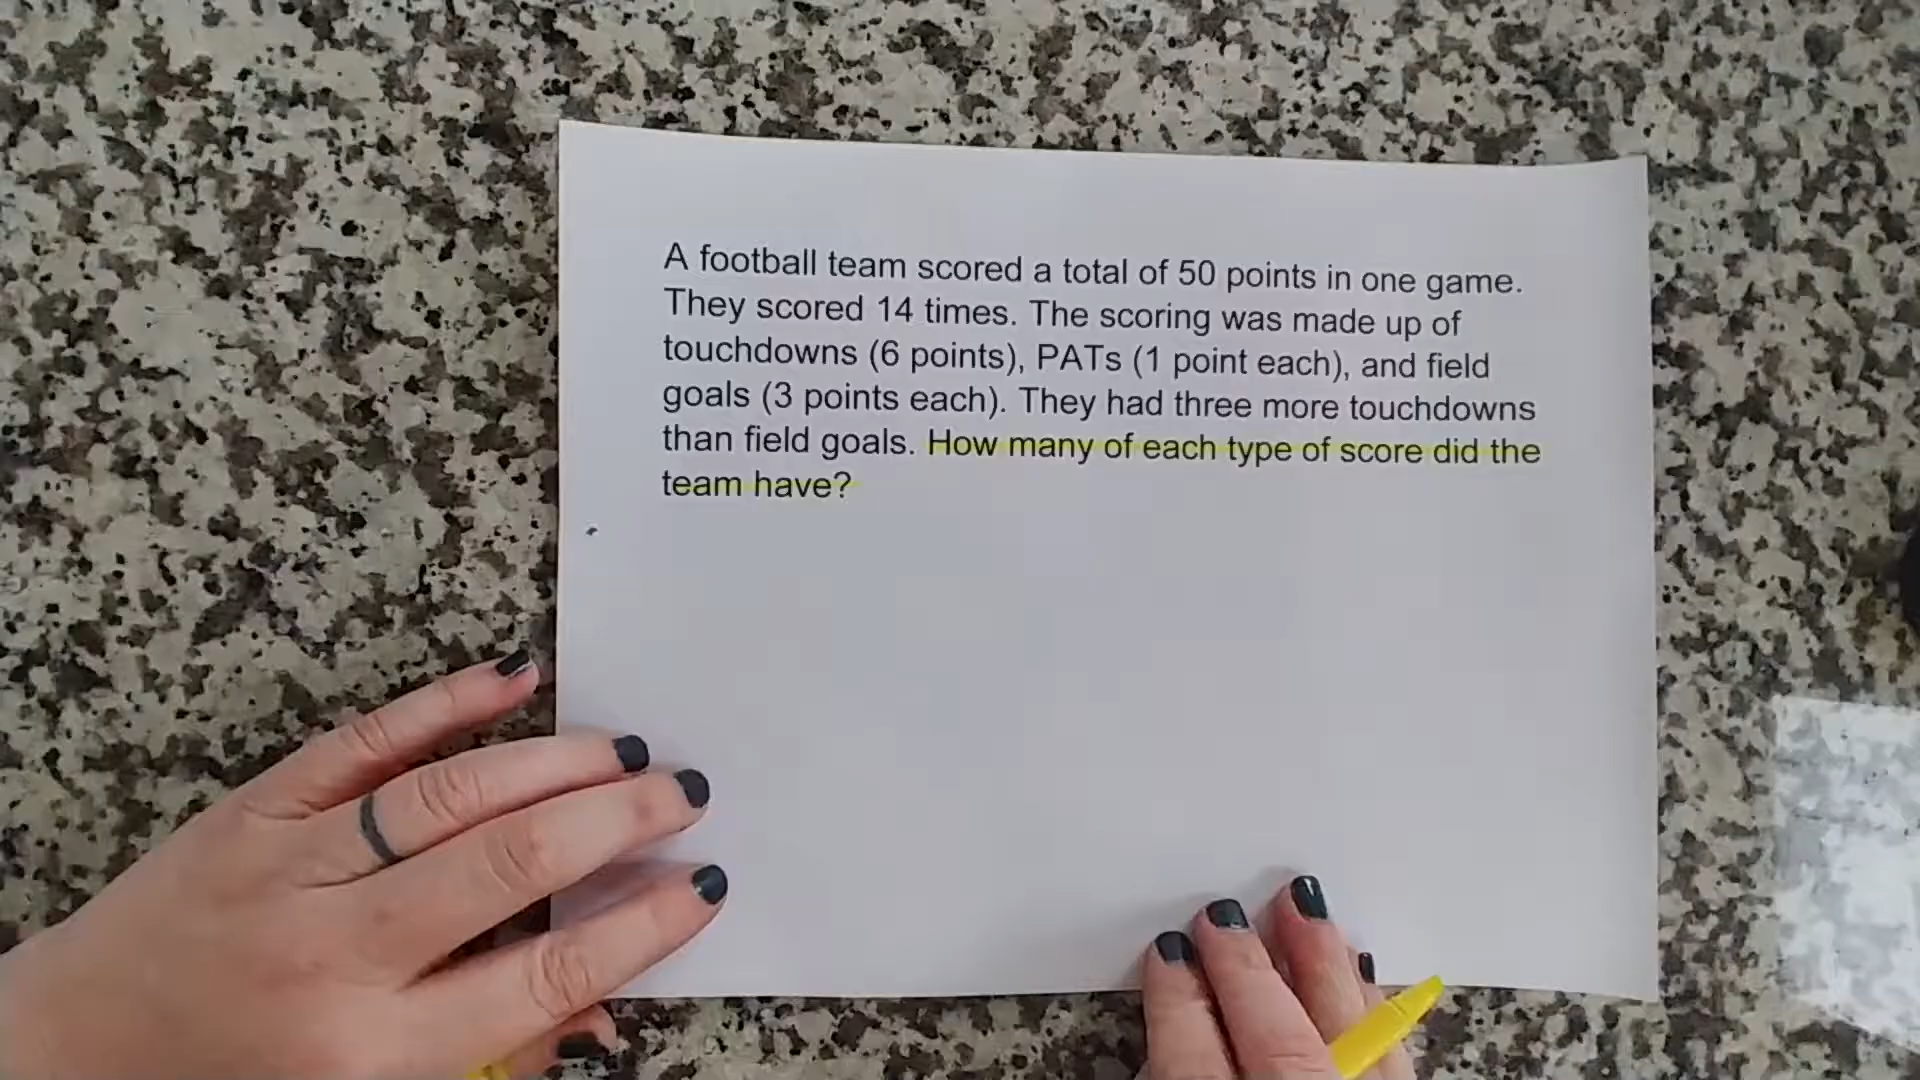 A football team scored a total of 50 points in one game.
They scored 14 times. The scoring was made up of
touchdowns (6 points), PATs (1 point each), and field
goals (3 points each). They had three more touchdowns
than field goals. How many of each type of score did the
team have?